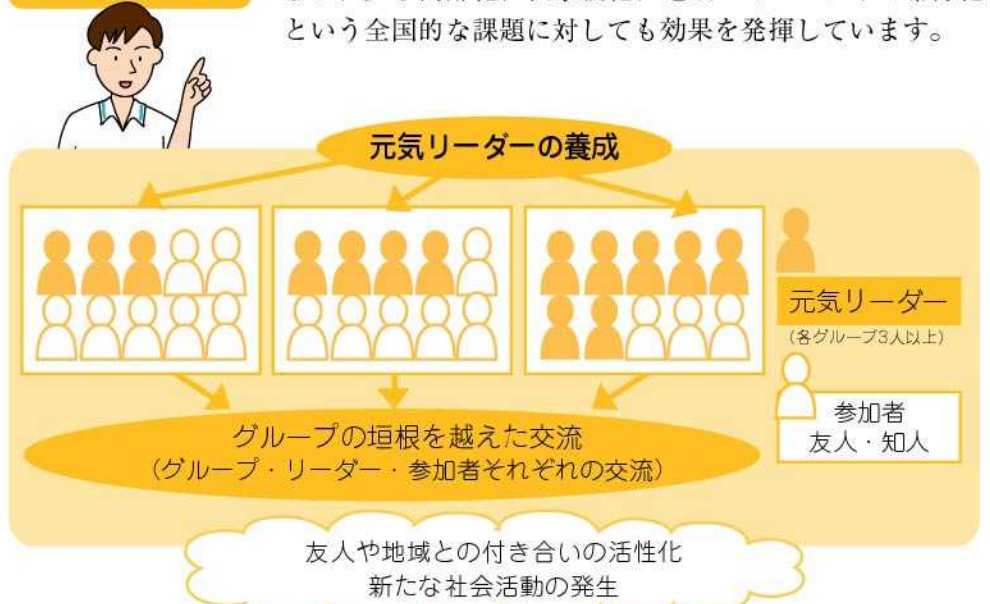 という全国的な課題に対しても効果を発揮しています。
元気リーダーの養成
元気リーダー
(各グループ3人以上)
参加者
友人・知人
グループの垣根を越えた交流
(グループ・リーダー・参加者それぞれの交流)
友人や地域との付き合いの活性化
新たな社会活動の発生